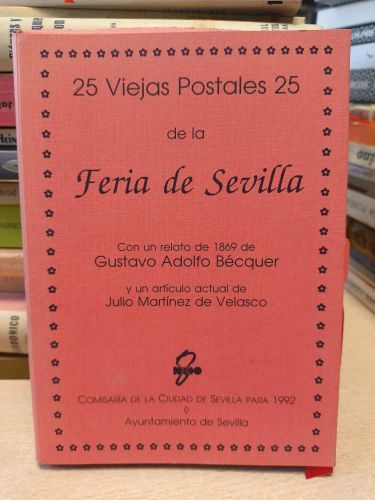 25 Viejas Postales 25
de la
Feria de Sevilla
Con un relato de 1869 de
Gustavo Adolfo Bécquer
y un artículo actual de
Julio Martínez de Velasco
NO8DO
COMISARÍA DE LA CIUDAD DE SEVILLA PARA 1992
Ayuntamiento de Sevilla